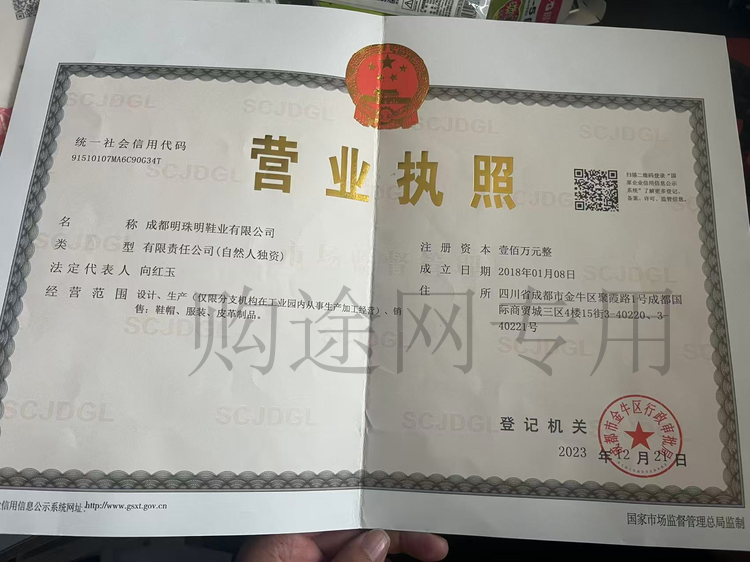 营业执照
统一社会信用代码
91510107MA6C90G34T
扫描二维码登录“国
家企业信用信息公示
系统”了解更多登记、
备案、许可、监管信息。
名 称 成都明珠明鞋业有限公司
类 型 有限责任公司(自然人独资)
法定代表人 向红玉
经营范围 设计、生产（仅限分支机构在工业园内从事生产加工经营）、销
售：鞋帽、服装、皮革制品。
注册资本 壹佰万元整
成立日期 2018年01月08日
住 所 四川省成都市金牛区聚霞路1号成都国
际商贸城三区4楼15街3-40220、3-
40221号
购途网专用
登记机关
成都市金牛区行政审批局
2023 年 12 月 21 日
业信用信息公示系统网址:http://www.gsxt.gov.cn
国家市场监督管理总局监制
SCJDGL
SCJDGL
SCJDGL
SCJDGL
SCJDGL